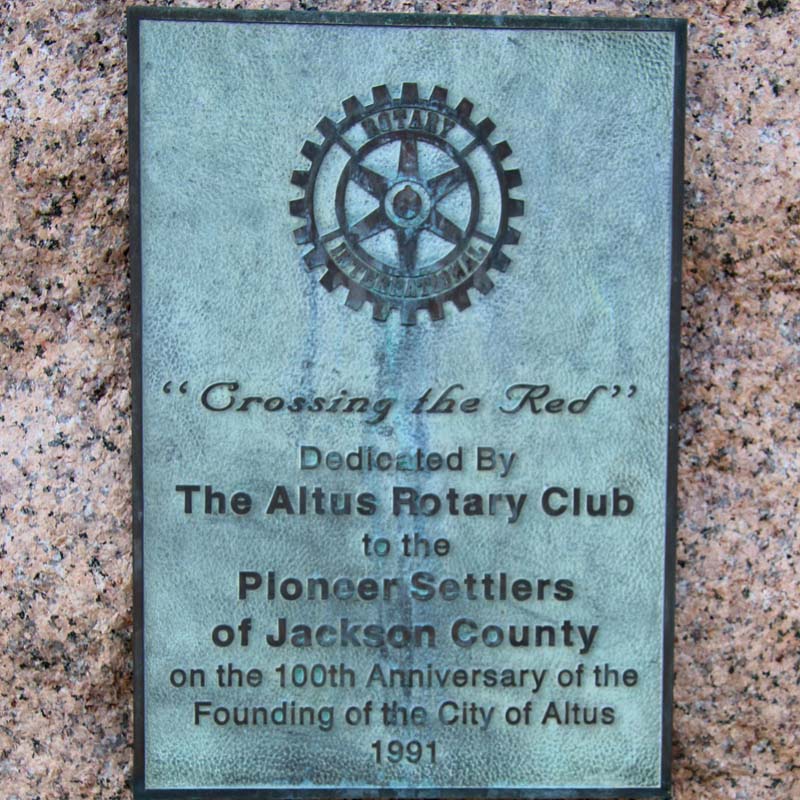 ROTARY
INTERNATIONAL
“Crossing the Red”
Dedicated By
The Altus Rotary Club
to the
Pioneer Settlers
of Jackson County
on the 100th Anniversary of the
Founding of the City of Altus
1991